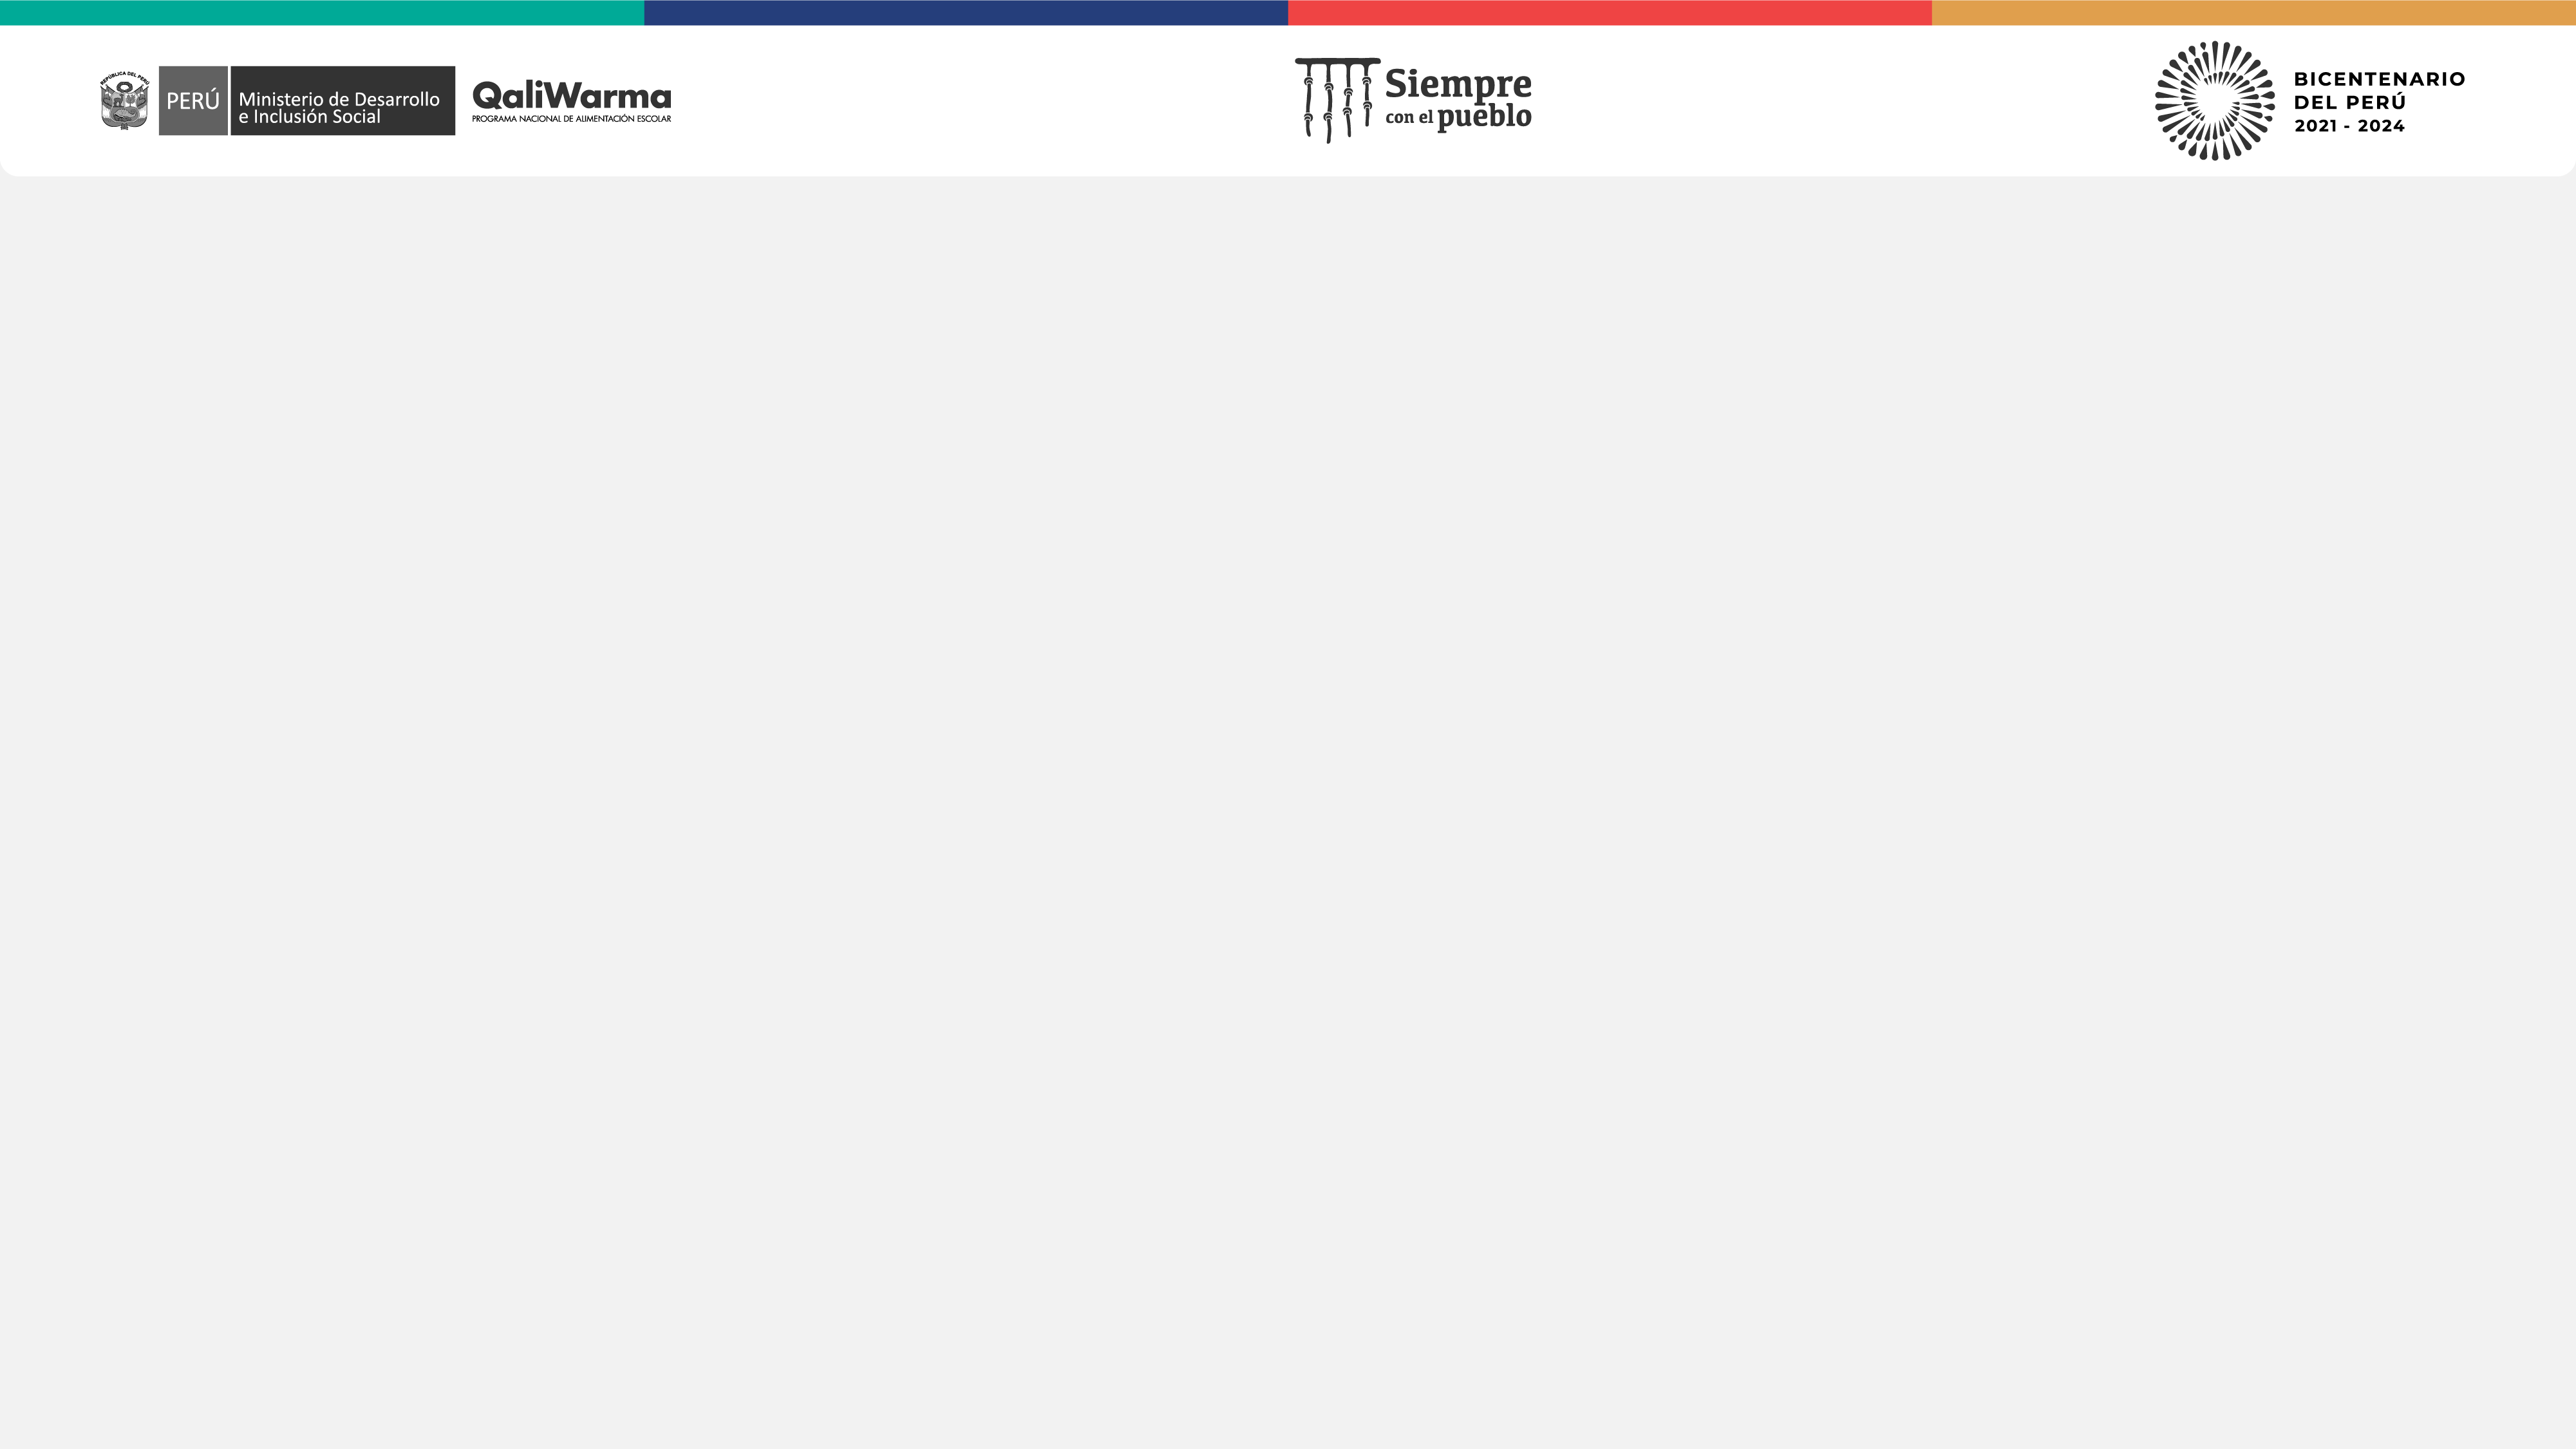 REPÚBLICA DEL PERÚ
PERÚ
Ministerio de Desarrollo
e Inclusión Social
QaliWarma
PROGRAMA NACIONAL DE ALIMENTACIÓN ESCOLAR
Siempre
con el pueblo
BICENTENARIO
DEL PERÚ
2021 - 2024